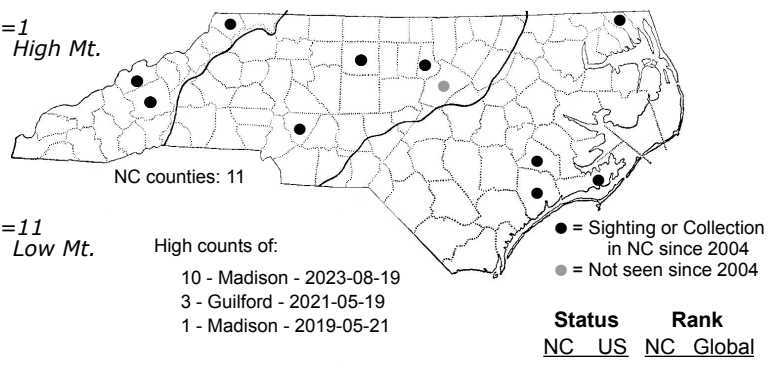 =1
High Mt.
NC counties: 11
=11
Low Mt.
High counts of:
10 - Madison - 2023-08-19
3 - Guilford - 2021-05-19
1 - Madison - 2019-05-21
● = Sighting or Collection
in NC since 2004
● = Not seen since 2004
Status Rank
NC US NC Global